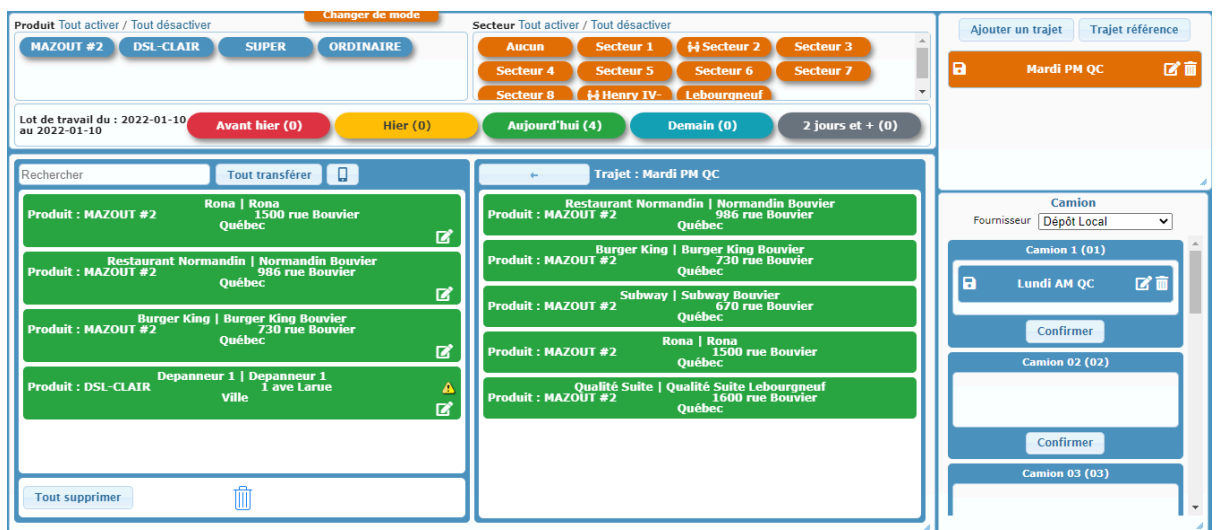 Changer de mode
Produit Tout activer / Tout désactiver
MAZOUT #2 DSL-CLAIR SUPER ORDINAIRE
Secteur Tout activer / Tout désactiver
Aucun Secteur 1 Secteur 2 Secteur 3
Secteur 4 Secteur 5 Secteur 6 Secteur 7
Secteur 8 Henry IV- Lebourgneuf
Lot de travail du : 2022-01-10
au 2022-01-10
Avant hier (0) Hier (0) Aujourd'hui (4) Demain (0) 2 jours et + (0)
Rechercher Tout transférer
Rona | Rona
Produit : MAZOUT #2 1500 rue Bouvier
Québec
Restaurant Normandin | Normandin Bouvier
Produit : MAZOUT #2 986 rue Bouvier
Québec
Burger King | Burger King Bouvier
Produit : MAZOUT #2 730 rue Bouvier
Québec
Depanneur 1 | Depanneur 1
Produit : DSL-CLAIR 1 ave Larue
Ville
Tout supprimer
← Trajet : Mardi PM QC
Restaurant Normandin | Normandin Bouvier
Produit : MAZOUT #2 986 rue Bouvier
Québec
Burger King | Burger King Bouvier
Produit : MAZOUT #2 730 rue Bouvier
Québec
Subway | Subway Bouvier
Produit : MAZOUT #2 670 rue Bouvier
Québec
Rona | Rona
Produit : MAZOUT #2 1500 rue Bouvier
Québec
Qualité Suite | Qualité Suite Lebourgneuf
Produit : MAZOUT #2 1600 rue Bouvier
Québec
Ajouter un trajet Trajet référence
Mardi PM QC
Camion
Fournisseur Dépôt Local
Camion 1 (01)
Lundi AM QC
Confirmer
Camion 02 (02)
Confirmer
Camion 03 (03)